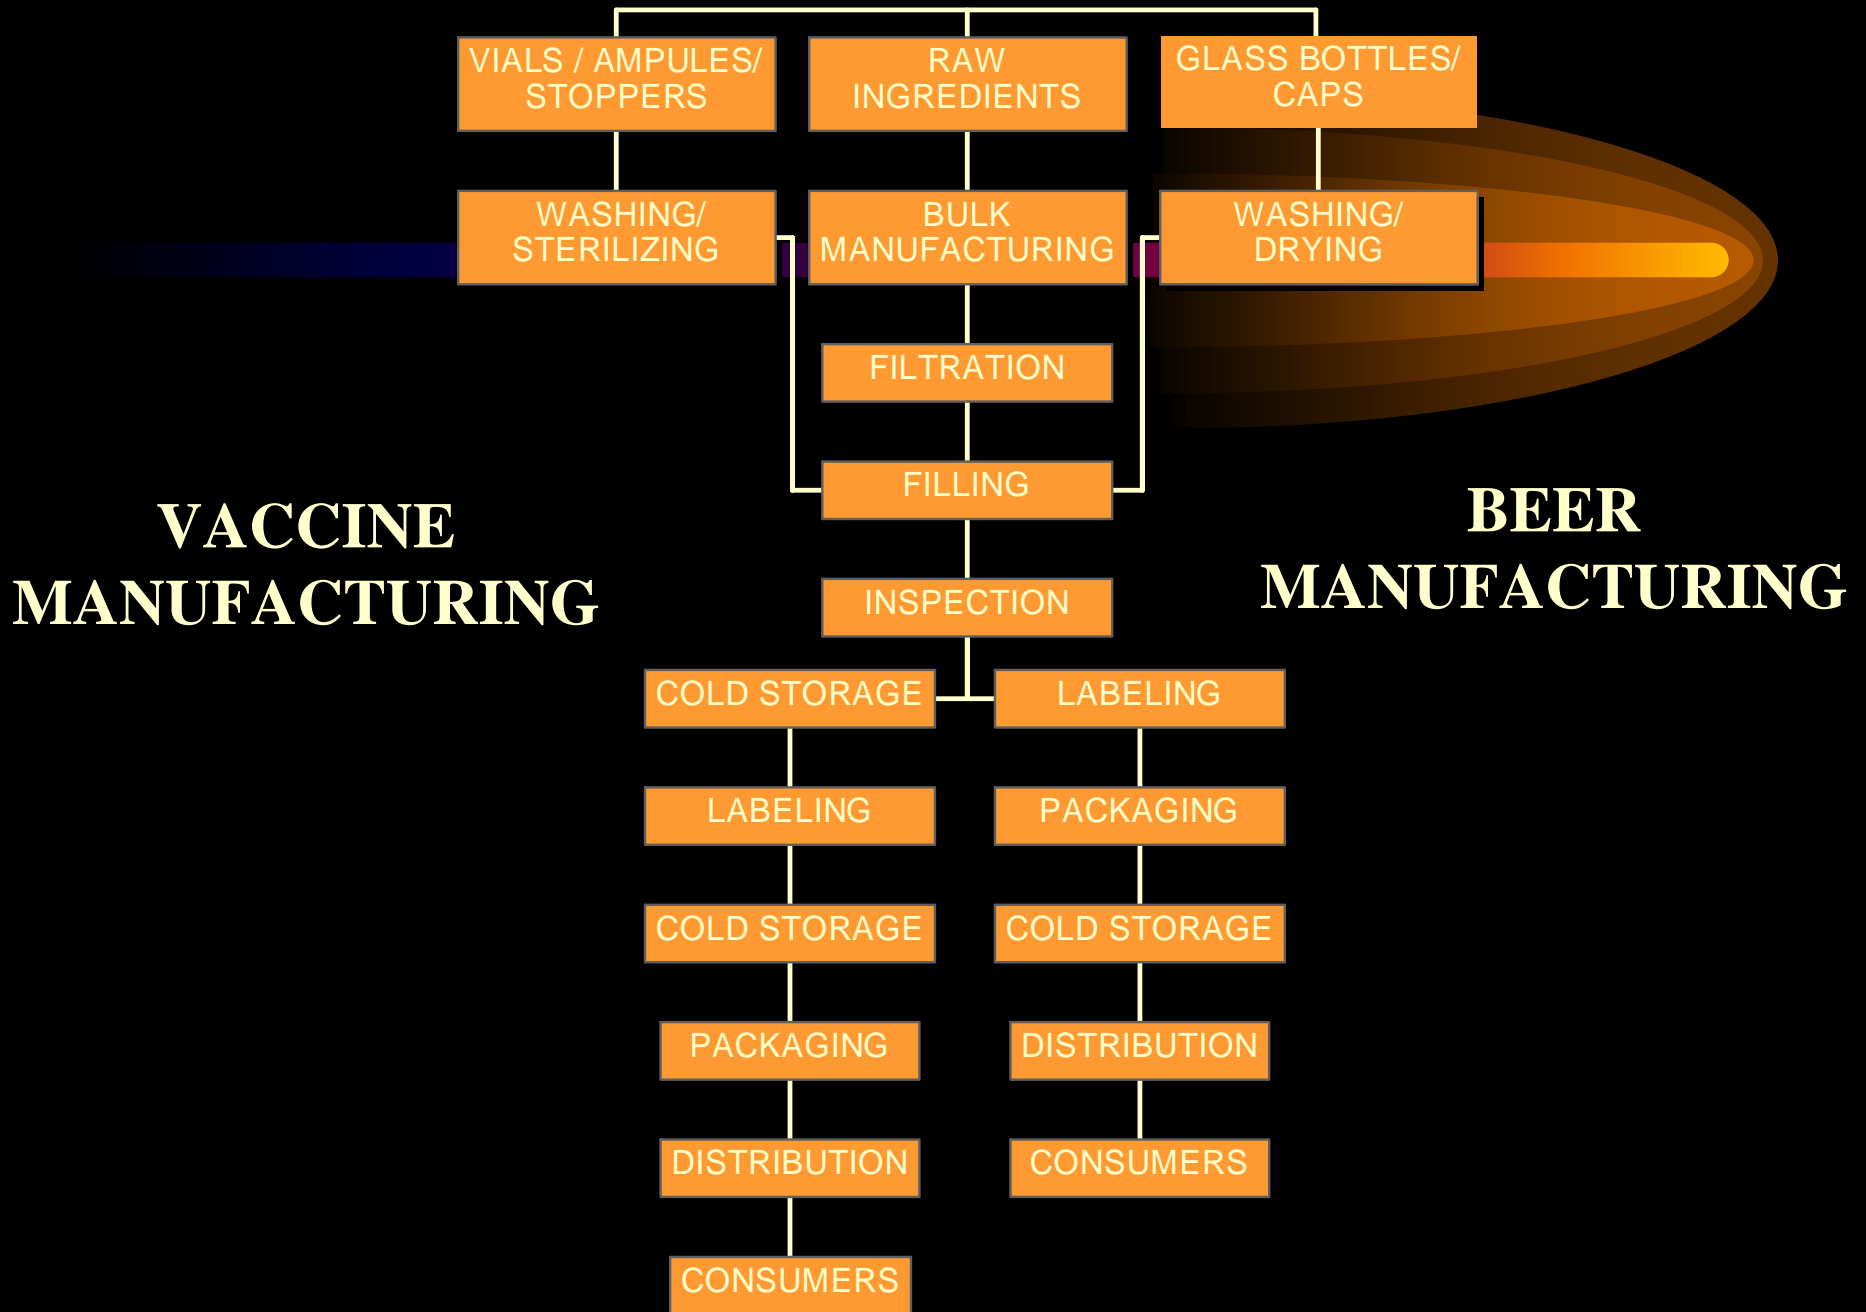 VIALS / AMPULES/
STOPPERS
RAW
INGREDIENTS
GLASS BOTTLES/
CAPS
WASHING/
STERILIZING
BULK
MANUFACTURING
WASHING/
DRYING
FILTRATION
FILLING
VACCINE
MANUFACTURING
BEER
MANUFACTURING
INSPECTION
COLD STORAGE
LABELING
LABELING
PACKAGING
COLD STORAGE
COLD STORAGE
PACKAGING
DISTRIBUTION
DISTRIBUTION
CONSUMERS
CONSUMERS